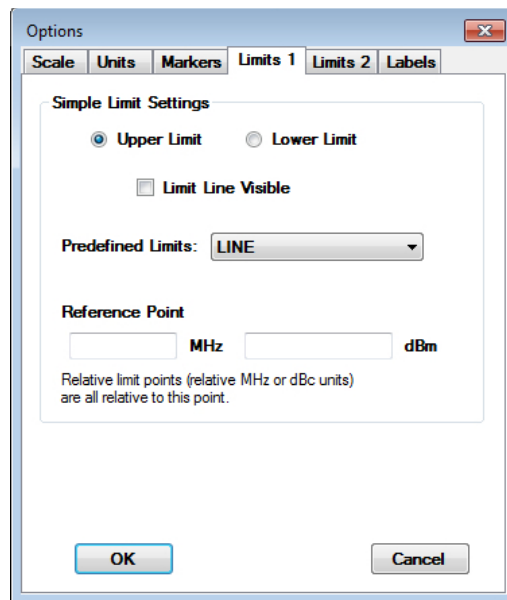 Options
Scale Units Markers Limits 1 Limits 2 Labels
Simple Limit Settings
Upper Limit Lower Limit
Limit Line Visible
Predefined Limits: LINE
Reference Point
MHz dBm
Relative limit points (relative MHz or dBc units)
are all relative to this point.
OK Cancel